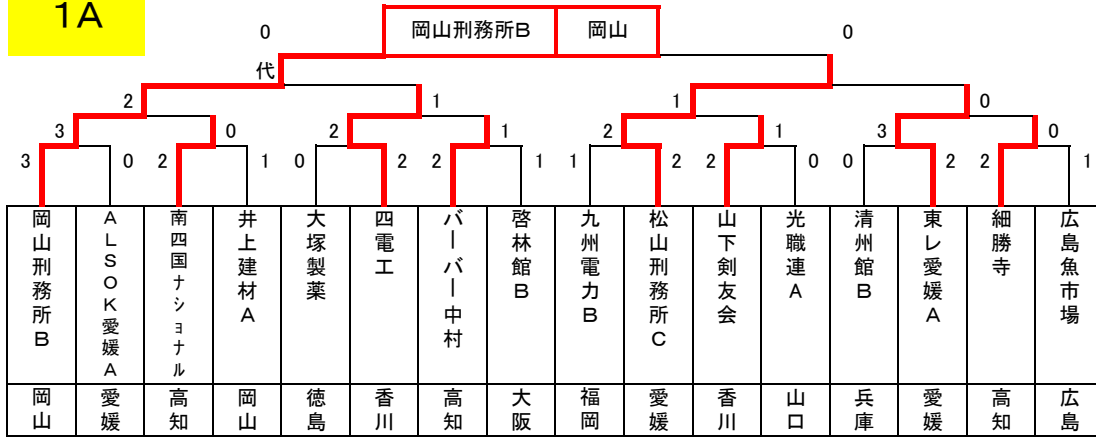 1A
岡山刑務所B 岡山
0 0
代
2 1 1 0
3 0 2 1 2 1 3 0
3 0 2 1 0 2 2 1 1 2 2 0 0 2 2 1
岡山刑務所B
ALSOK愛媛A
南四国ナショナル
井上建材A
大塚製薬
四電工
バーバー中村
啓林館B
九州電力B
松山刑務所C
山下剣友会
光職連A
清州館B
東レ愛媛A
細勝寺
広島魚市場
岡山
愛媛
高知
岡山
徳島
香川
高知
大阪
福岡
愛媛
香川
山口
兵庫
愛媛
高知
広島